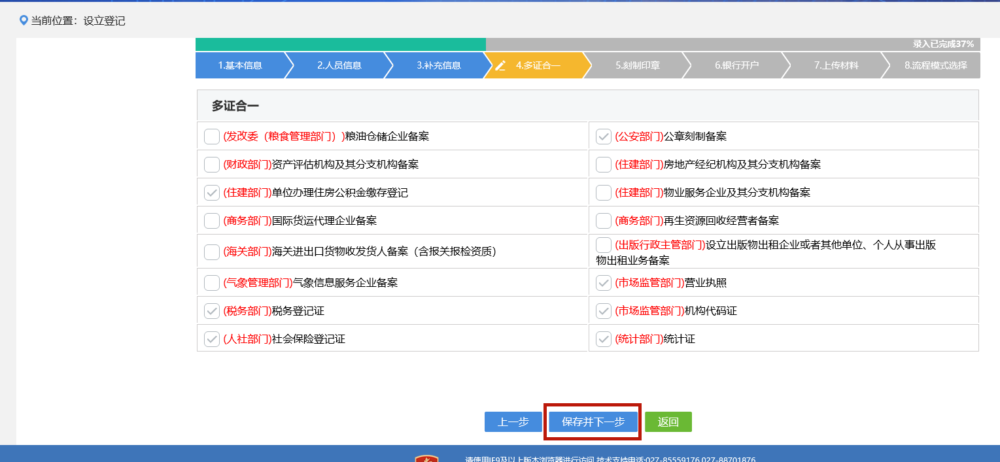 当前位置：设立登记
录入已完成37%
1.基本信息
2.人员信息
3.补充信息
4.多证合一
5.刻制印章
6.银行开户
7.上传材料
8.流程模式选择
多证合一
(发改委（粮食管理部门）)粮油仓储企业备案
(公安部门)公章刻制备案
(财政部门)资产评估机构及其分支机构备案
(住建部门)房地产经纪机构及其分支机构备案
(住建部门)单位办理住房公积金缴存登记
(住建部门)物业服务企业及其分支机构备案
(商务部门)国际货运代理企业备案
(商务部门)再生资源回收经营者备案
(海关部门)海关进出口货物收发货人备案（含报关报检资质）
(出版行政主管部门)设立出版物出租企业或者其他单位、个人从事出版
物出租业务备案
(气象管理部门)气象信息服务企业备案
(市场监管部门)营业执照
(税务部门)税务登记证
(市场监管部门)机构代码证
(人社部门)社会保险登记证
(统计部门)统计证
上一步
保存并下一步
返回
请使用IE9及以上版本浏览器进行访问 技术支持电话:027-85559176,027-88701876